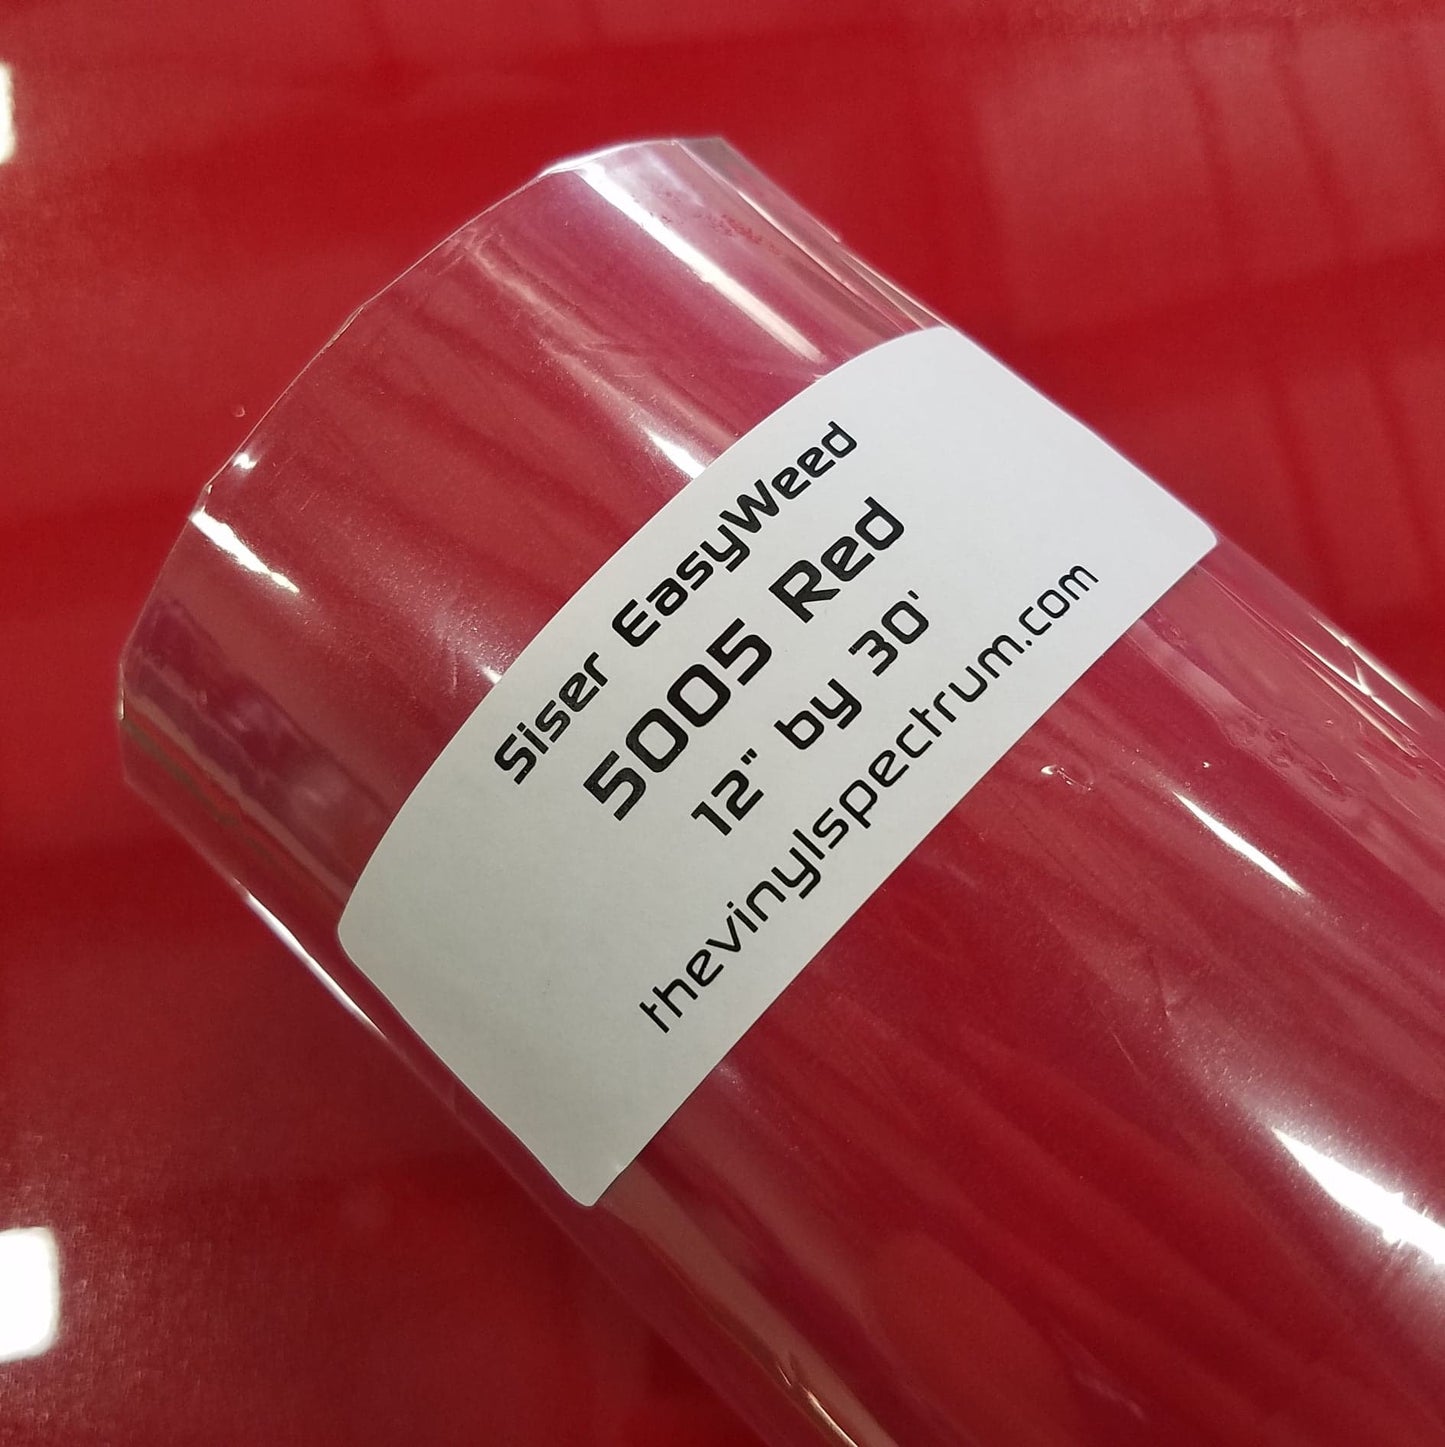 Siser EasyWeed
5005 Red
12" by 30'
thevinylspectrum.com